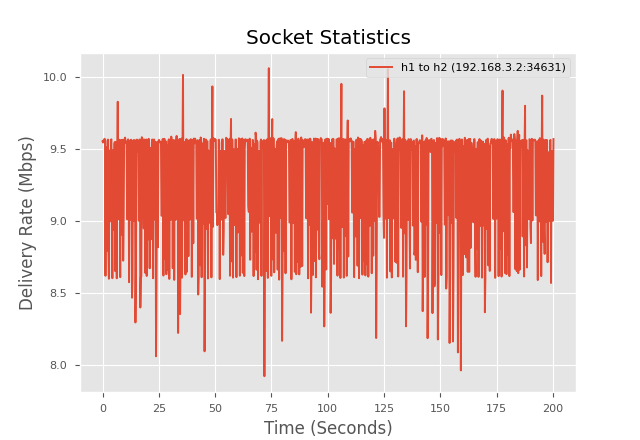 Socket Statistics
h1 to h2 (192.168.3.2:34631)
Delivery Rate (Mbps)
10.0
9.5
9.0
8.5
8.0
0 25 50 75 100 125 150 175 200
Time (Seconds)